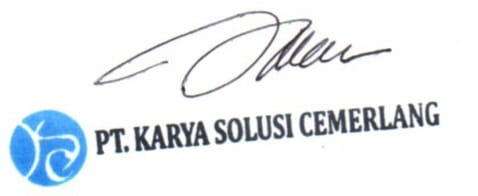 PT. KARYA SOLUSI CEMERLANG